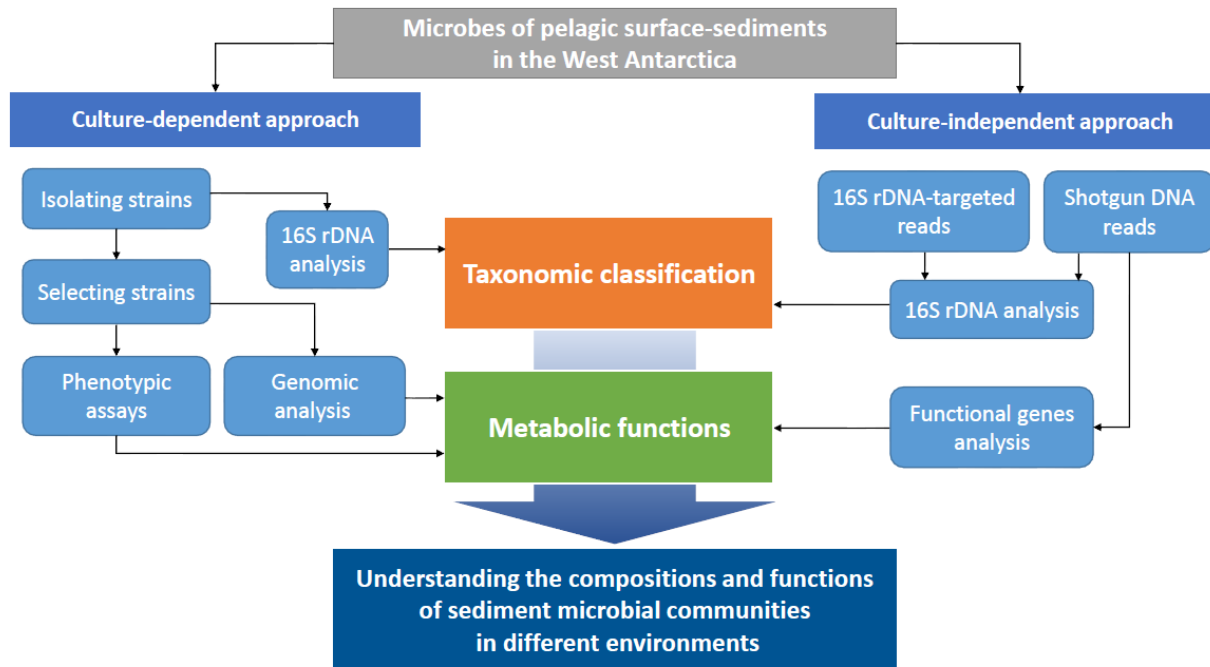 Microbes of pelagic surface-sediments
in the West Antarctica
Culture-dependent approach
Culture-independent approach
Isolating strains
16S rDNA
analysis
Selecting strains
Phenotypic
assays
Genomic
analysis
Taxonomic classification
Metabolic functions
16S rDNA-targeted
reads
Shotgun DNA
reads
16S rDNA analysis
Functional genes
analysis
Understanding the compositions and functions
of sediment microbial communities
in different environments